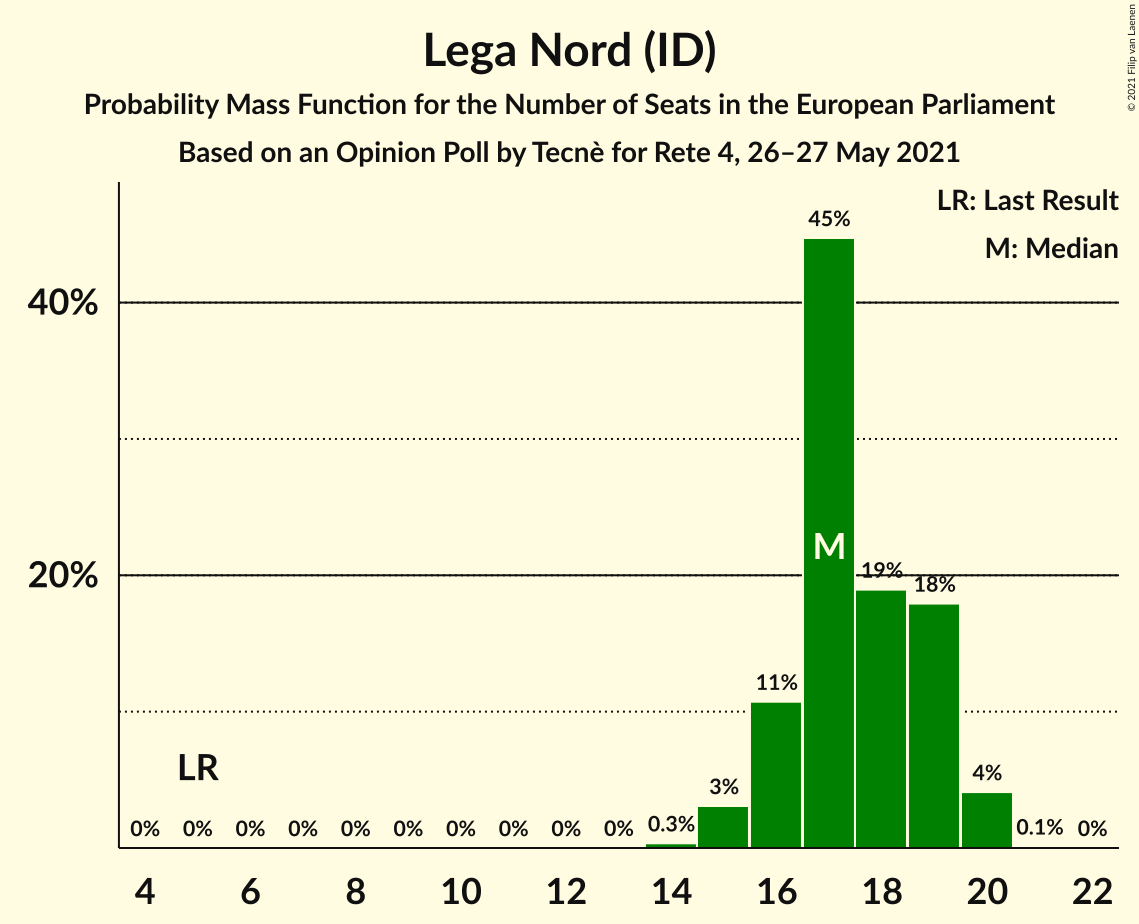 Lega Nord (ID)
Probability Mass Function for the Number of Seats in the European Parliament
Based on an Opinion Poll by Tecnè for Rete 4, 26–27 May 2021
© 2021 Filip van Laenen
LR: Last Result
M: Median
45%
40%
M
20%
19%
18%
11%
LR
3%
4%
0% 0% 0% 0% 0% 0% 0% 0% 0% 0% 0.3% 0.1% 0%
4 6 8 10 12 14 16 18 20 22